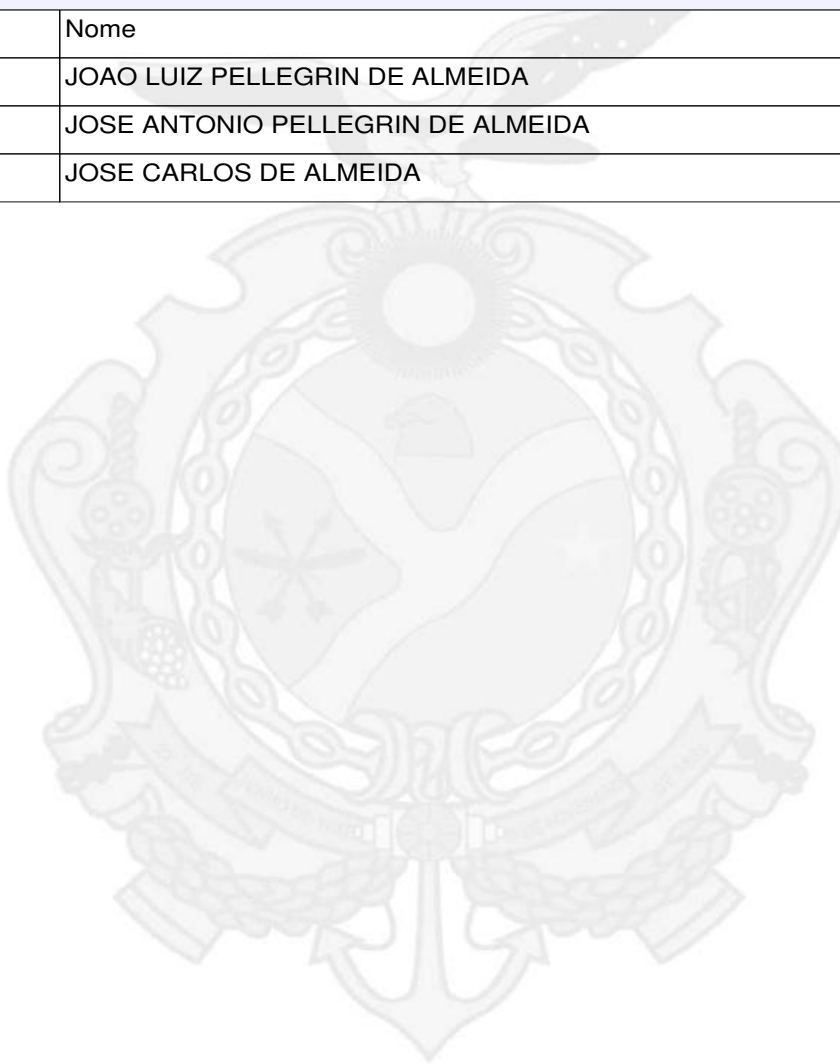 Nome
JOAO LUIZ PELLEGRIN DE ALMEIDA
JOSE ANTONIO PELLEGRIN DE ALMEIDA
JOSE CARLOS DE ALMEIDA